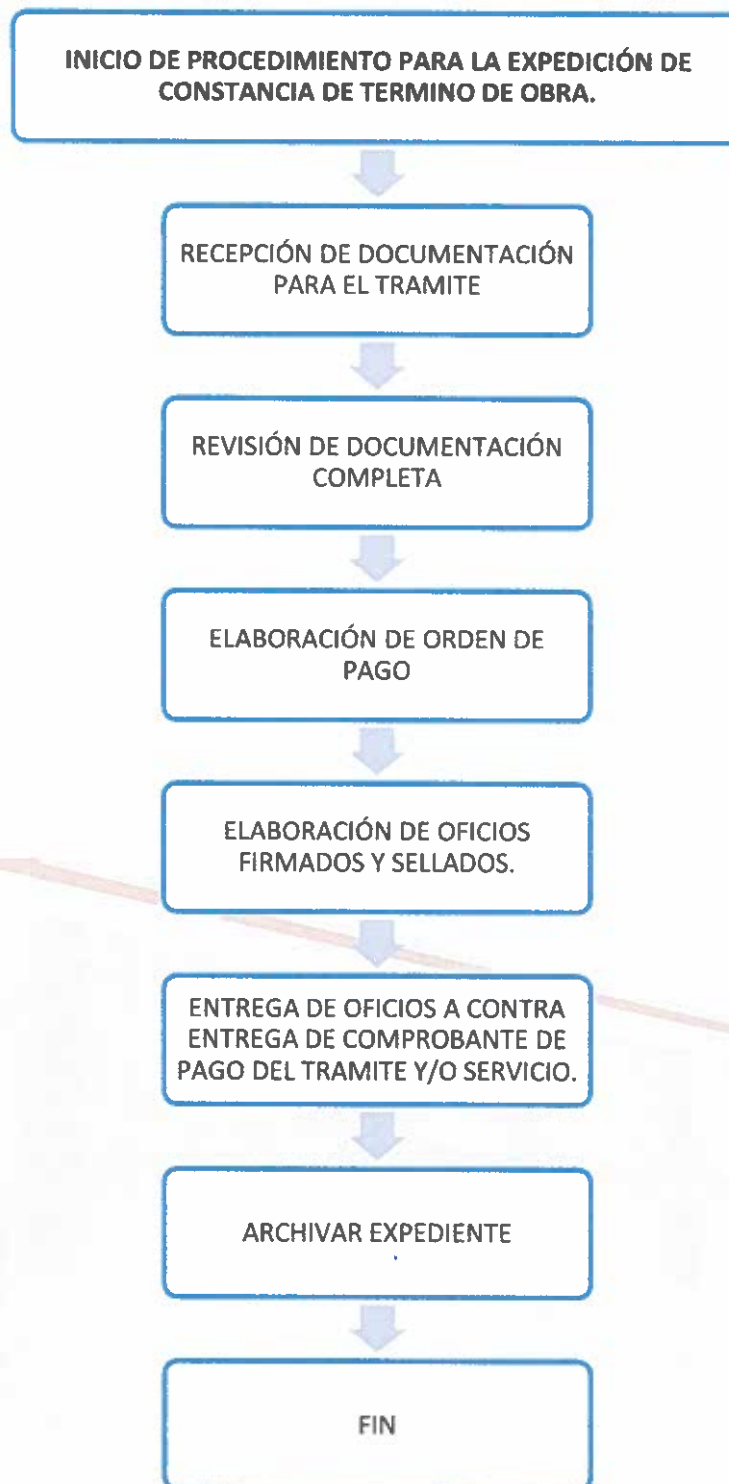 INICIO DE PROCEDIMIENTO PARA LA EXPEDICIÓN DE
CONSTANCIA DE TERMINO DE OBRA.
RECEPCIÓN DE DOCUMENTACIÓN
PARA EL TRAMITE
REVISIÓN DE DOCUMENTACIÓN
COMPLETA
ELABORACIÓN DE ORDEN DE
PAGO
ELABORACIÓN DE OFICIOS
FIRMADOS Y SELLADOS.
ENTREGA DE OFICIOS A CONTRA
ENTREGA DE COMPROBANTE DE
PAGO DEL TRAMITE Y/O SERVICIO.
ARCHIVAR EXPEDIENTE
FIN